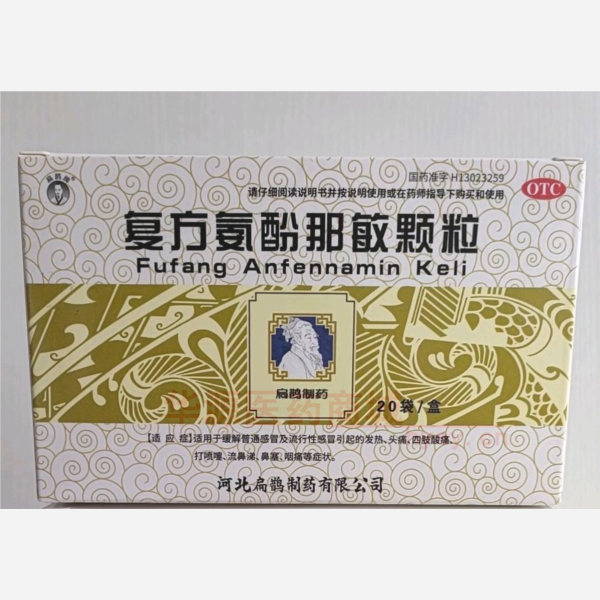 扁鹊牌
国药准字 H13023259
OTC
请仔细阅读说明书并按说明使用或在药师指导下购买和使用
复方氨酚那敏颗粒
Fufang Anfennamin Keli
扁鹊制药
20袋/盒
【适 应 症】适用于缓解普通感冒及流行性感冒引起的发热、头痛、四肢酸痛、
打喷嚏、流鼻涕、鼻塞、咽痛等症状。
河北扁鹊制药有限公司